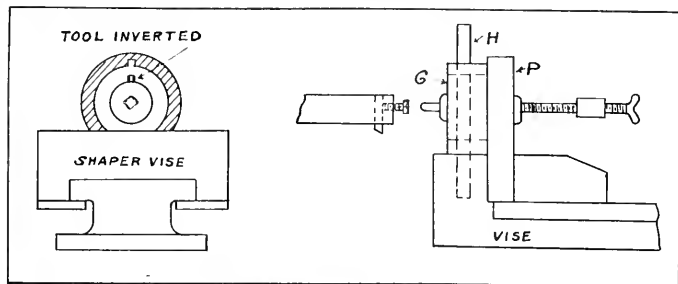 TOOL INVERTED
SHAPER VISE
H
G
P
VISE